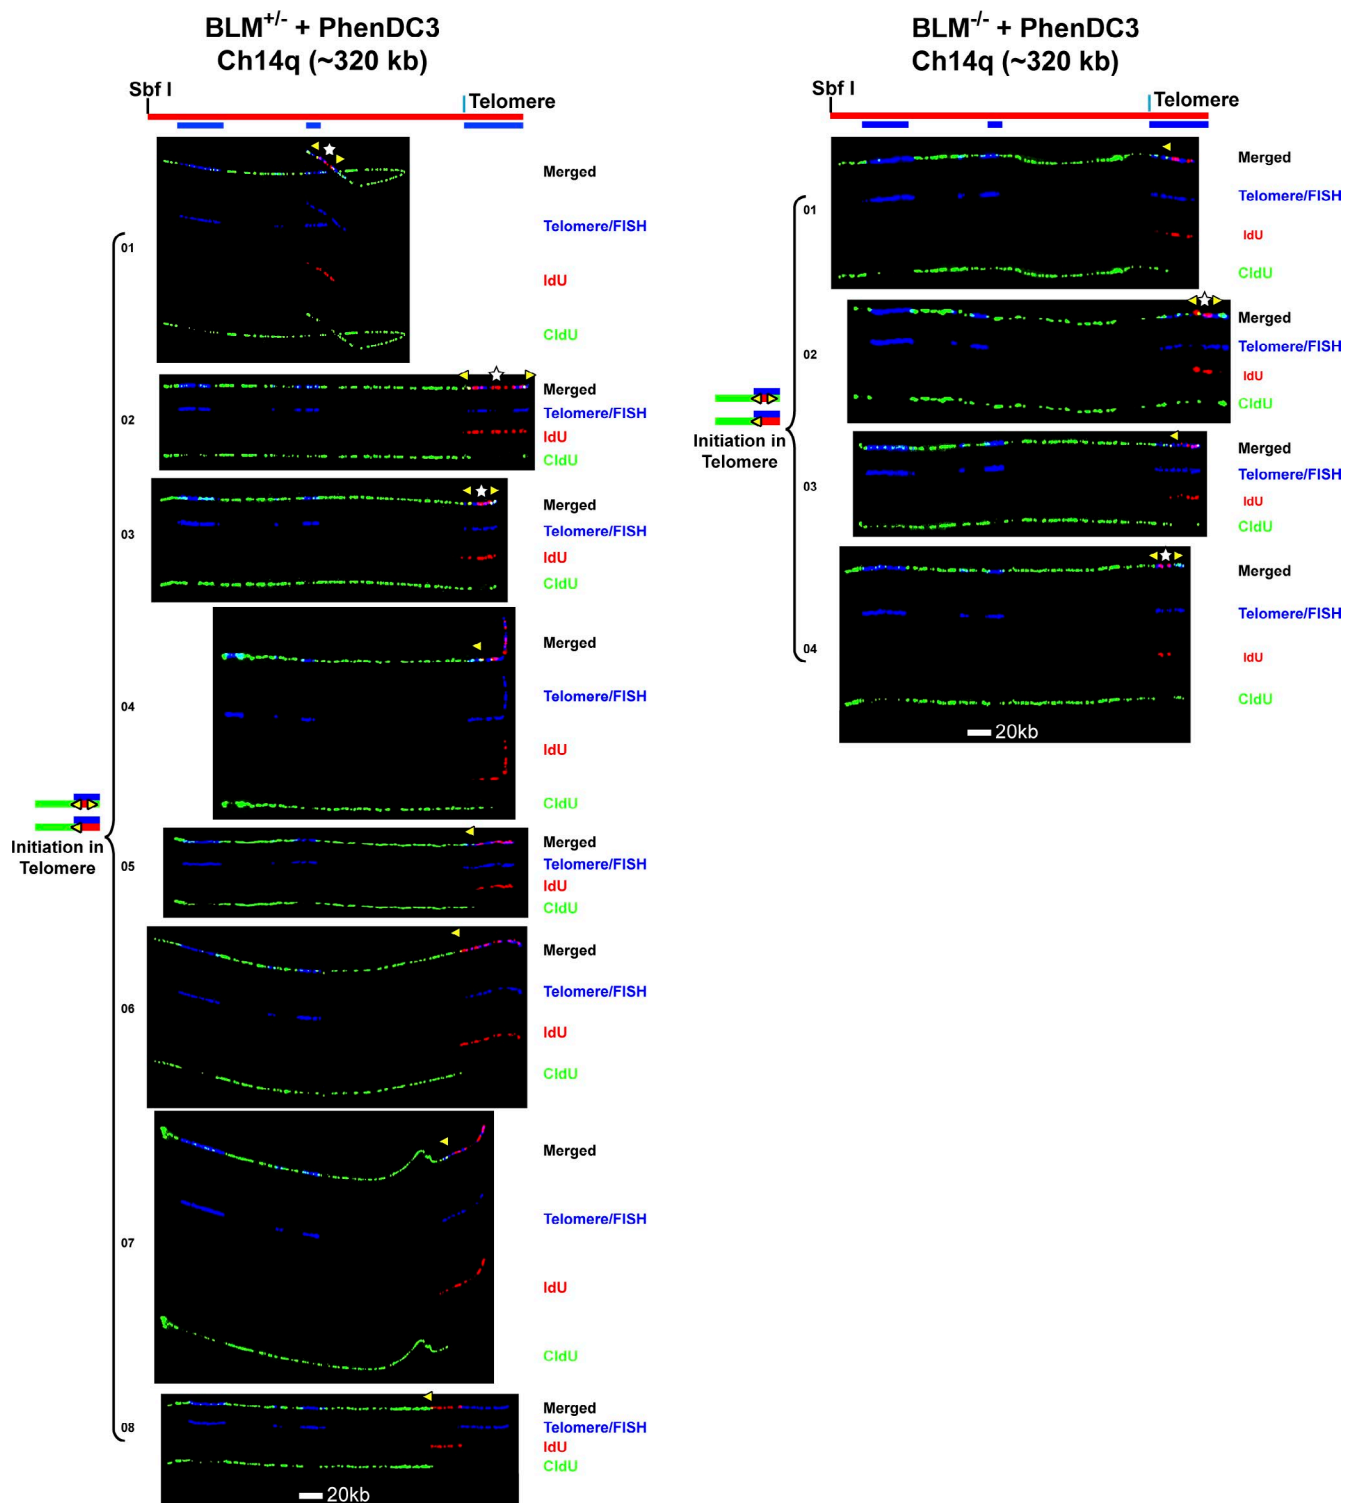 BLM+/- + PhenDC3
Ch14q (~320 kb)
Sbf I
Telomere
01
Merged
Telomere/FISH
IdU
CldU
02
Merged
Telomere/FISH
IdU
CldU
03
Merged
Telomere/FISH
IdU
CldU
04
Merged
Telomere/FISH
IdU
CldU
Initiation in
Telomere
05
Merged
Telomere/FISH
IdU
CldU
06
Merged
Telomere/FISH
IdU
CldU
07
Merged
Telomere/FISH
IdU
CldU
08
Merged
Telomere/FISH
IdU
CldU
20kb
BLM-/- + PhenDC3
Ch14q (~320 kb)
Sbf I
Telomere
01
Merged
Telomere/FISH
IdU
CldU
02
Merged
Telomere/FISH
IdU
CldU
Initiation in
Telomere
03
Merged
Telomere/FISH
IdU
CldU
04
Merged
Telomere/FISH
IdU
CldU
20kb